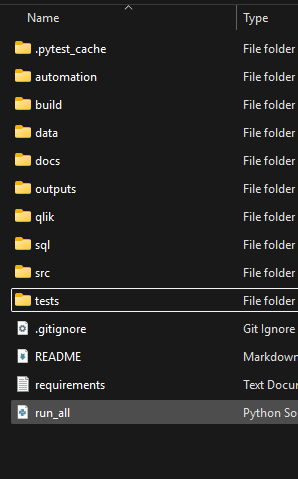 Name Type
.pytest_cache File folder
automation File folder
build File folder
data File folder
docs File folder
outputs File folder
qlik File folder
sql File folder
src File folder
tests File folder
.gitignore Git Ignore
README Markdown
requirements Text Docu
run_all Python So